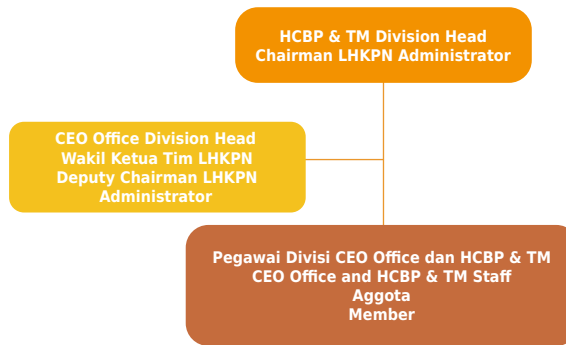 HCBP & TM Division Head
Chairman LHKPN Administrator
CEO Office Division Head
Wakil Ketua Tim LHKPN
Deputy Chairman LHKPN
Administrator
Pegawai Divisi CEO Office dan HCBP & TM
CEO Office and HCBP & TM Staff
Aggota
Member